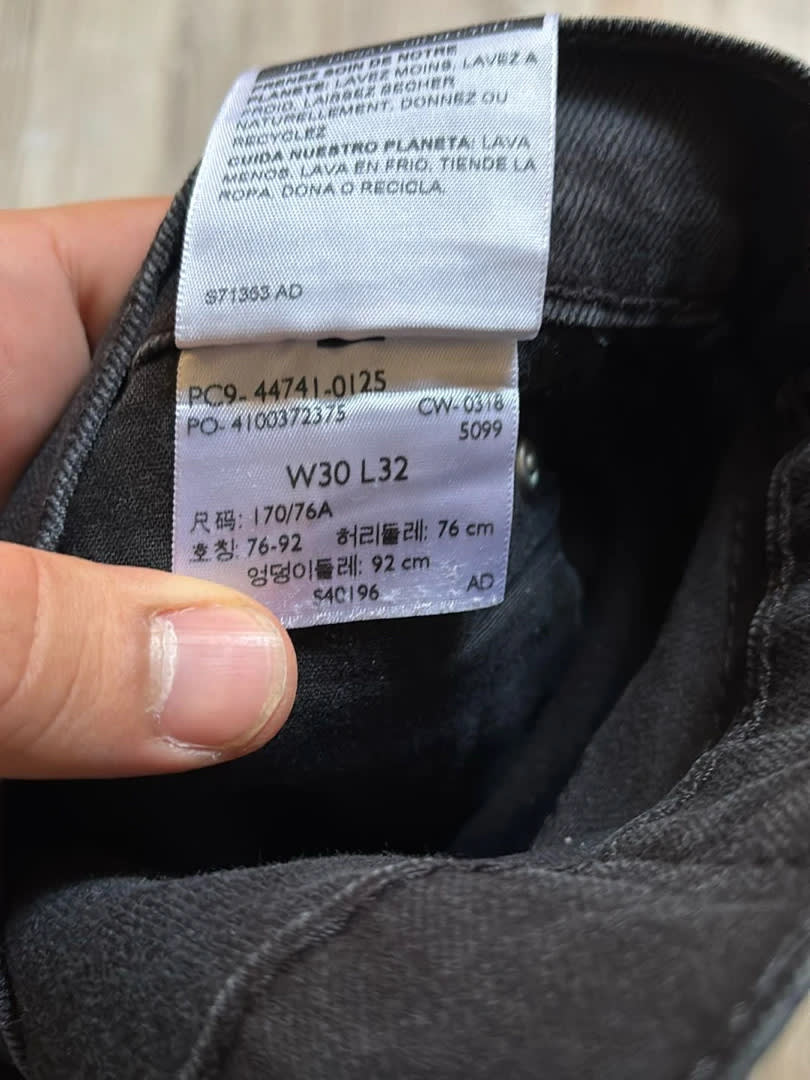 PRENEZ SOIN DE NOTRE
PLANETE: LAVEZ MOINS, LAVEZ A
FROID, LAISSEZ SECHER
NATURELLEMENT, DONNEZ OU
RECYCLEZ
CUIDA NUESTRO PLANETA: LAVA
MENOS, LAVA EN FRIO, TIENDE LA
ROPA, DONA O RECICLA.
S71363 AD
PC9- 44741-0125
PO- 4100372375 CW- 0318
5099
W30 L32
尺码: 170/76A
호칭: 76-92 허리둘레: 76 cm
엉덩이둘레: 92 cm
S40196 AD